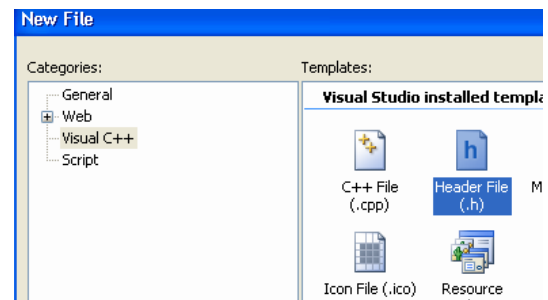 New File
Categories:
Templates:
General
Web
Visual C++
Script
Visual Studio installed
h
C++ File
(.cpp)
Header File
(.h)
Icon File (.ico)
Resource